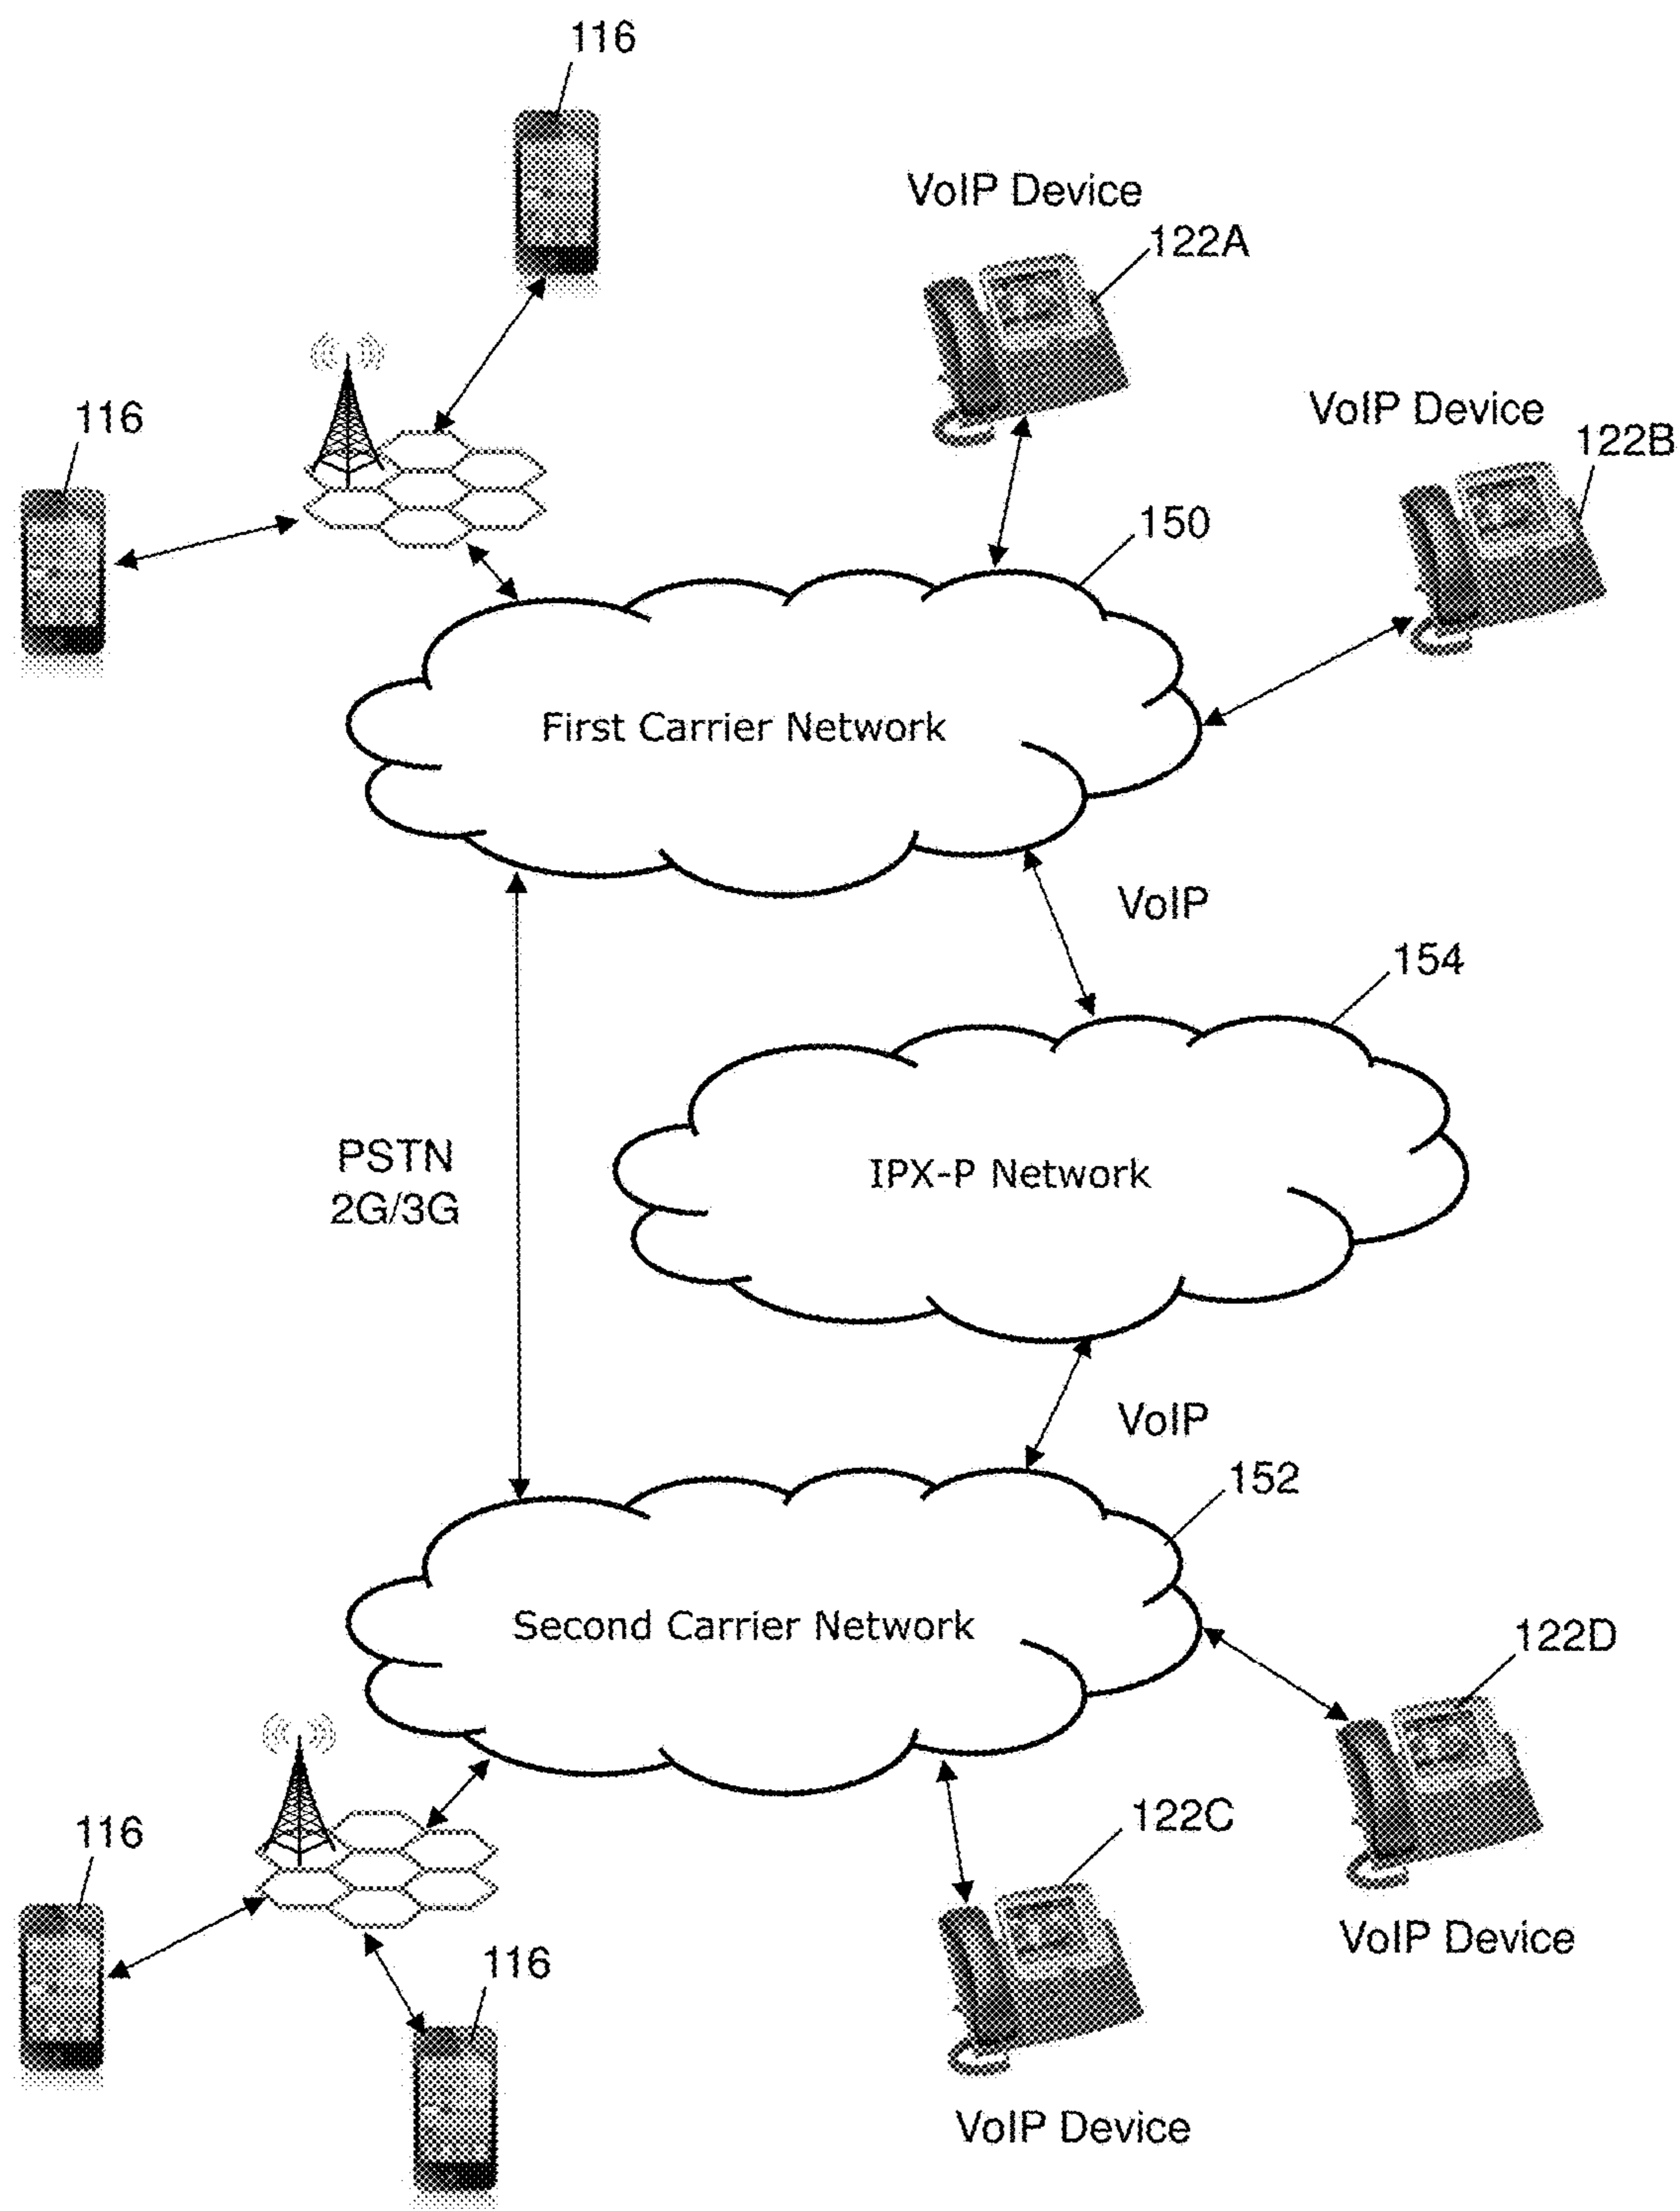 116
VoIP Device
122A
116
VoIP Device
122B
150
First Carrier Network
VoIP
154
PSTN
2G/3G
IPX-P Network
VoIP
152
Second Carrier Network
122D
116
122C
VoIP Device
116
VoIP Device